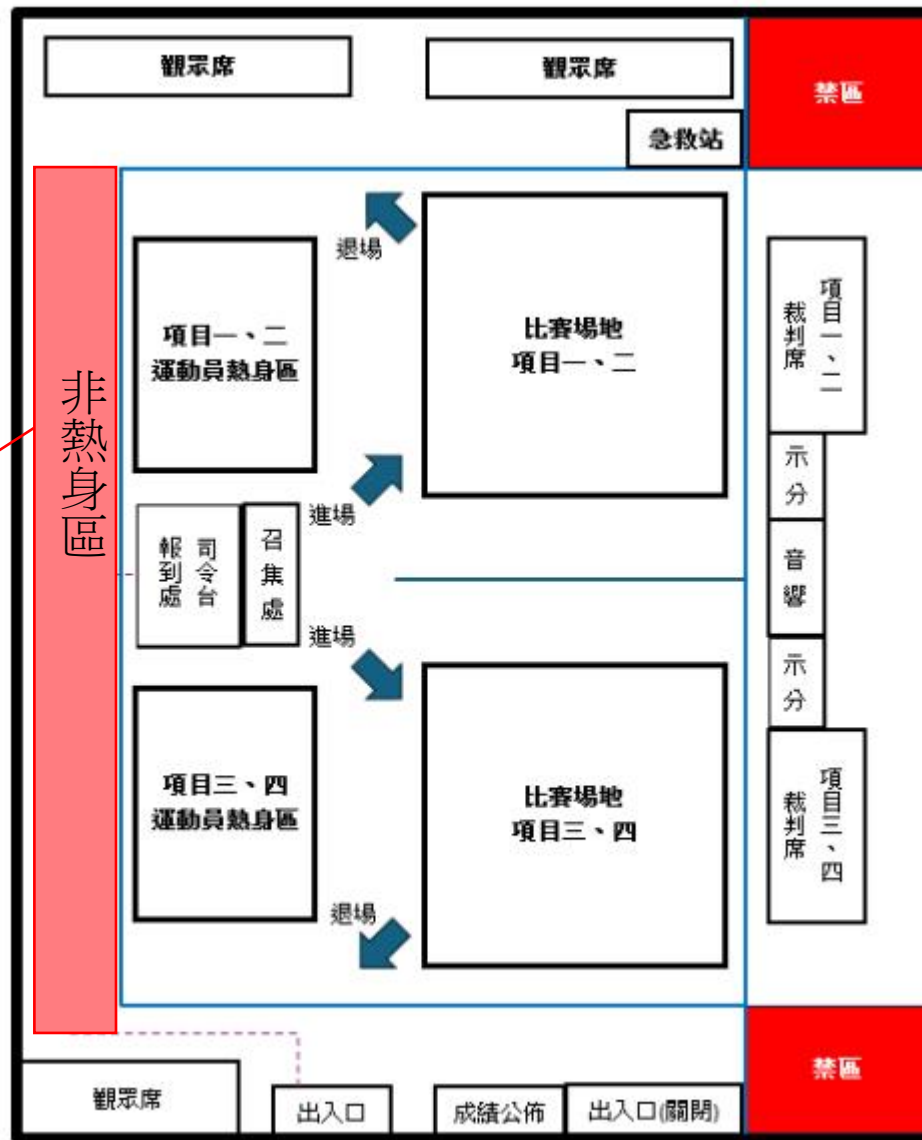 觀眾席
觀眾席
禁區
急救站
非熱身區
退場
項目一、二
運動員熱身區
比賽場地
項目一、二
項目一、二
裁判席
進場
示分
報到處
司令台
召集處
音響
進場
示分
項目三、四
運動員熱身區
比賽場地
項目三、四
項目三、四
裁判席
退場
觀眾席
出入口
成績公佈
出入口(關閉)
禁區